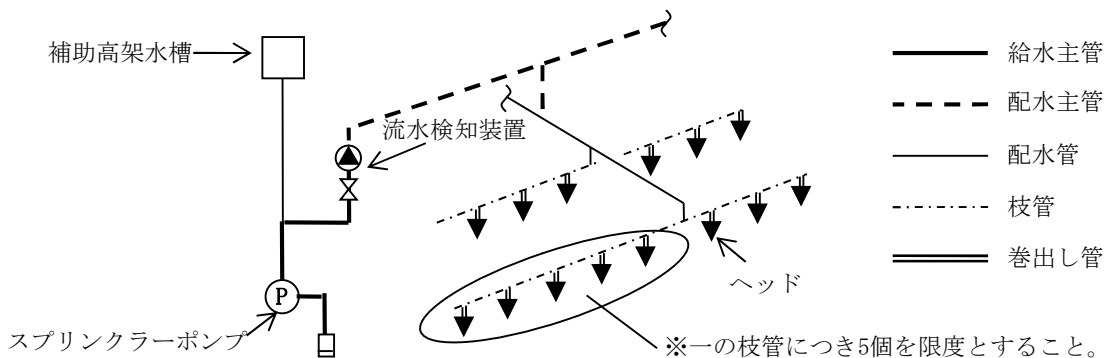 補助高架水槽
流水検知装置
ヘッド
P
スプリンクラーポンプ
※一の枝管につき5個を限度とすること。
給水主管
配水主管
配水管
枝管
巻出し管